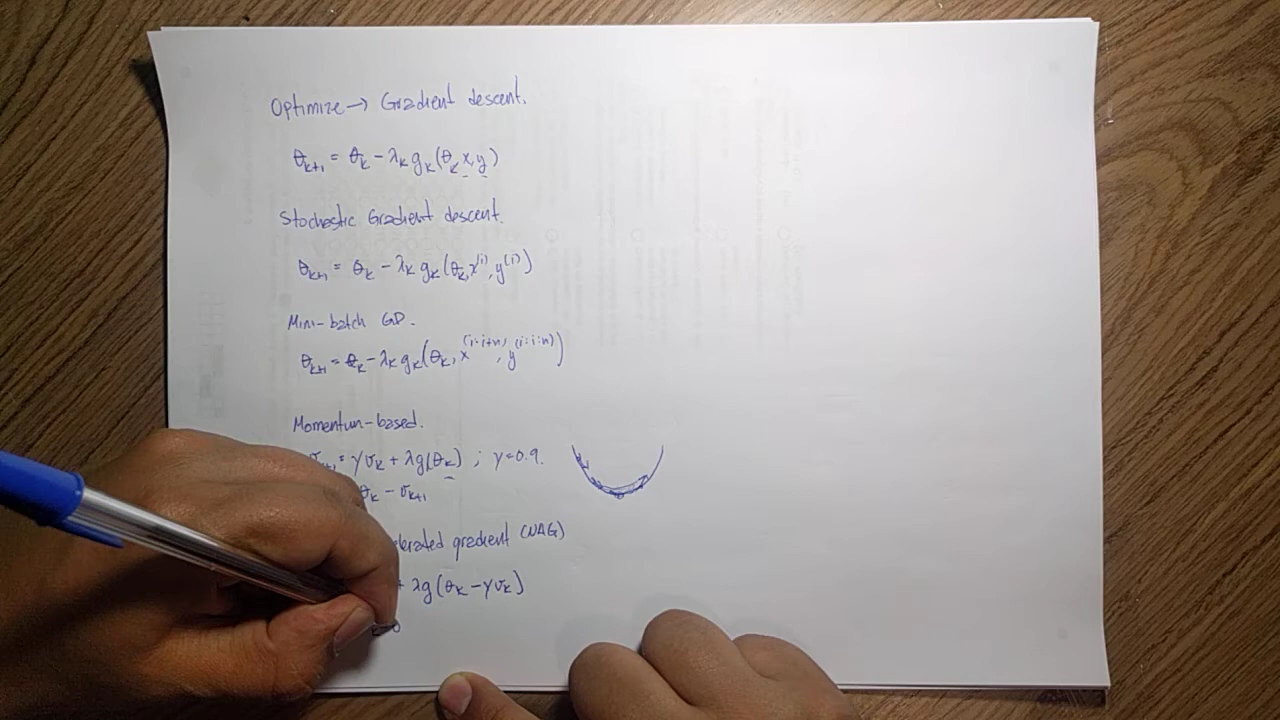 Optimize → Gradient descent.
θₖ₊₁ = θₖ − λₖ gₖ(θₖ x, y)
Stochastic Gradient descent.
θₖ₊₁ = θₖ − λₖ gₖ(θₖ, x⁽ⁱ⁾, y⁽ⁱ⁾)
Mini-batch GD.
θₖ₊₁ = θₖ − λₖ gₖ(θₖ, x^(i:i+n), y^(i:i:n))
Momentum-based.
= γvₖ + λg(θₖ) ; γ=0.9.
θₖ − vₖ₊₁
gradient (NAG)
+ λg(θₖ − γvₖ)